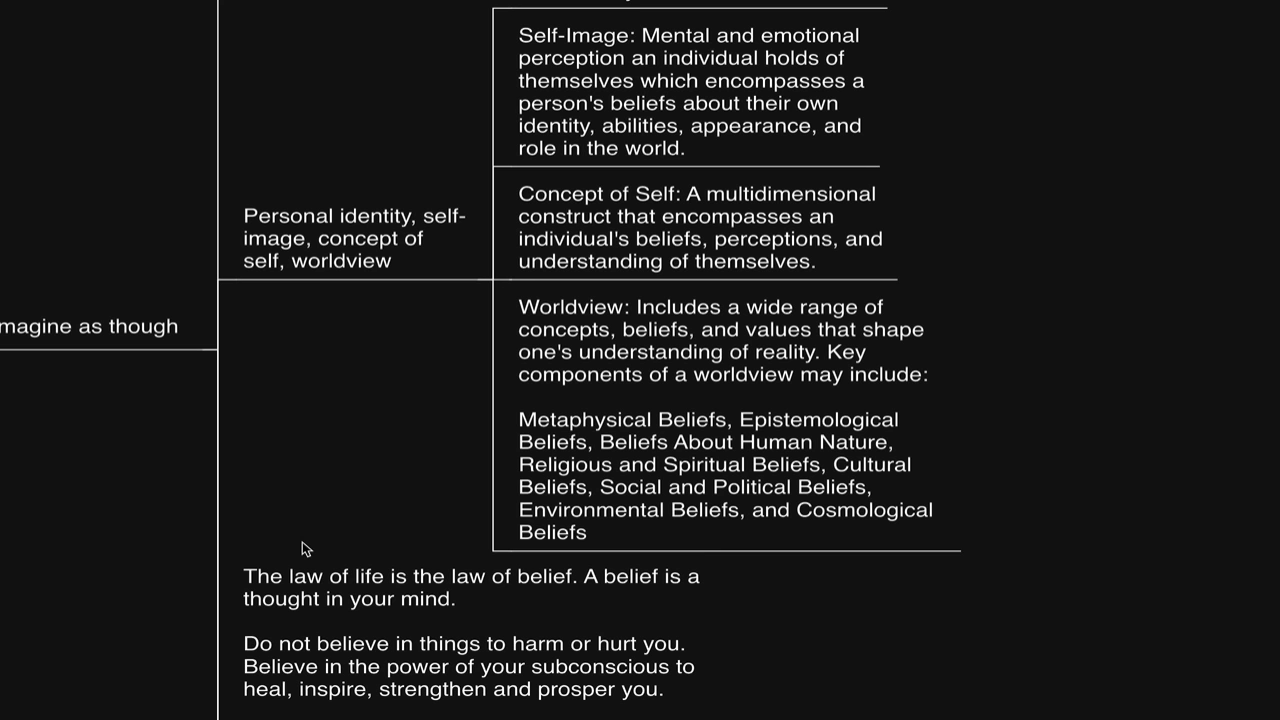 Self-Image: Mental and emotional
perception an individual holds of
themselves which encompasses a
person's beliefs about their own
identity, abilities, appearance, and
role in the world.
Concept of Self: A multidimensional
construct that encompasses an
individual's beliefs, perceptions, and
understanding of themselves.
Personal identity, self-
image, concept of
self, worldview
Worldview: Includes a wide range of
concepts, beliefs, and values that shape
one's understanding of reality. Key
components of a worldview may include:
Metaphysical Beliefs, Epistemological
Beliefs, Beliefs About Human Nature,
Religious and Spiritual Beliefs, Cultural
Beliefs, Social and Political Beliefs,
Environmental Beliefs, and Cosmological
Beliefs
magine as though
The law of life is the law of belief. A belief is a
thought in your mind.
Do not believe in things to harm or hurt you.
Believe in the power of your subconscious to
heal, inspire, strengthen and prosper you.